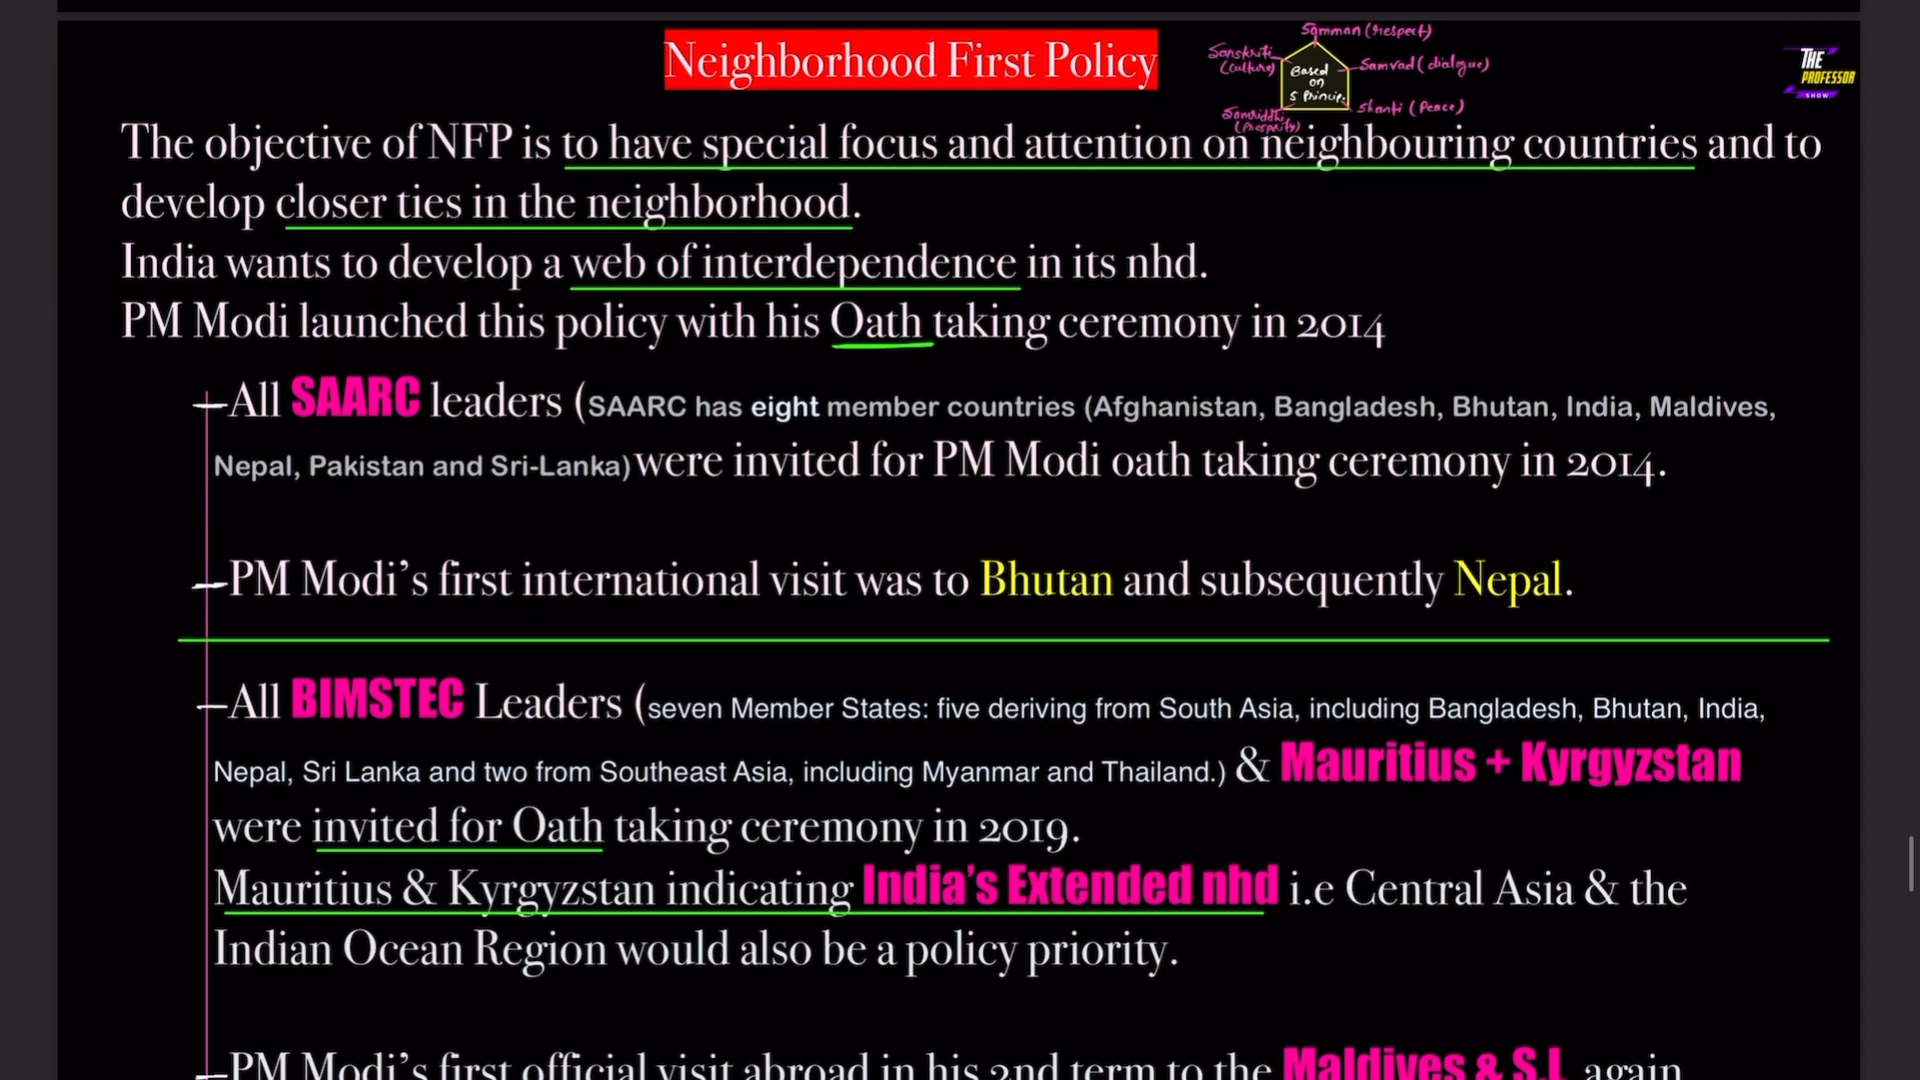 Neighborhood First Policy
Samman (respect)
Sanskriti (culture)
Samvad (dialogue)
Based on 5 Princip.
Shanti (Peace)
Samriddhi (Prosperity)
THE PROFESSOR SHOW
The objective of NFP is to have special focus and attention on neighbouring countries and to
develop closer ties in the neighborhood.
India wants to develop a web of interdependence in its nhd.
PM Modi launched this policy with his Oath taking ceremony in 2014
—All SAARC leaders (SAARC has eight member countries (Afghanistan, Bangladesh, Bhutan, India, Maldives,
Nepal, Pakistan and Sri-Lanka)were invited for PM Modi oath taking ceremony in 2014.
—PM Modi’s first international visit was to Bhutan and subsequently Nepal.
—All BIMSTEC Leaders (seven Member States: five deriving from South Asia, including Bangladesh, Bhutan, India,
Nepal, Sri Lanka and two from Southeast Asia, including Myanmar and Thailand.) & Mauritius + Kyrgyzstan
were invited for Oath taking ceremony in 2019.
Mauritius & Kyrgyzstan indicating India’s Extended nhd i.e Central Asia & the
Indian Ocean Region would also be a policy priority.
—PM Modi’s first official visit abroad in his 2nd term to the Maldives & S.L again